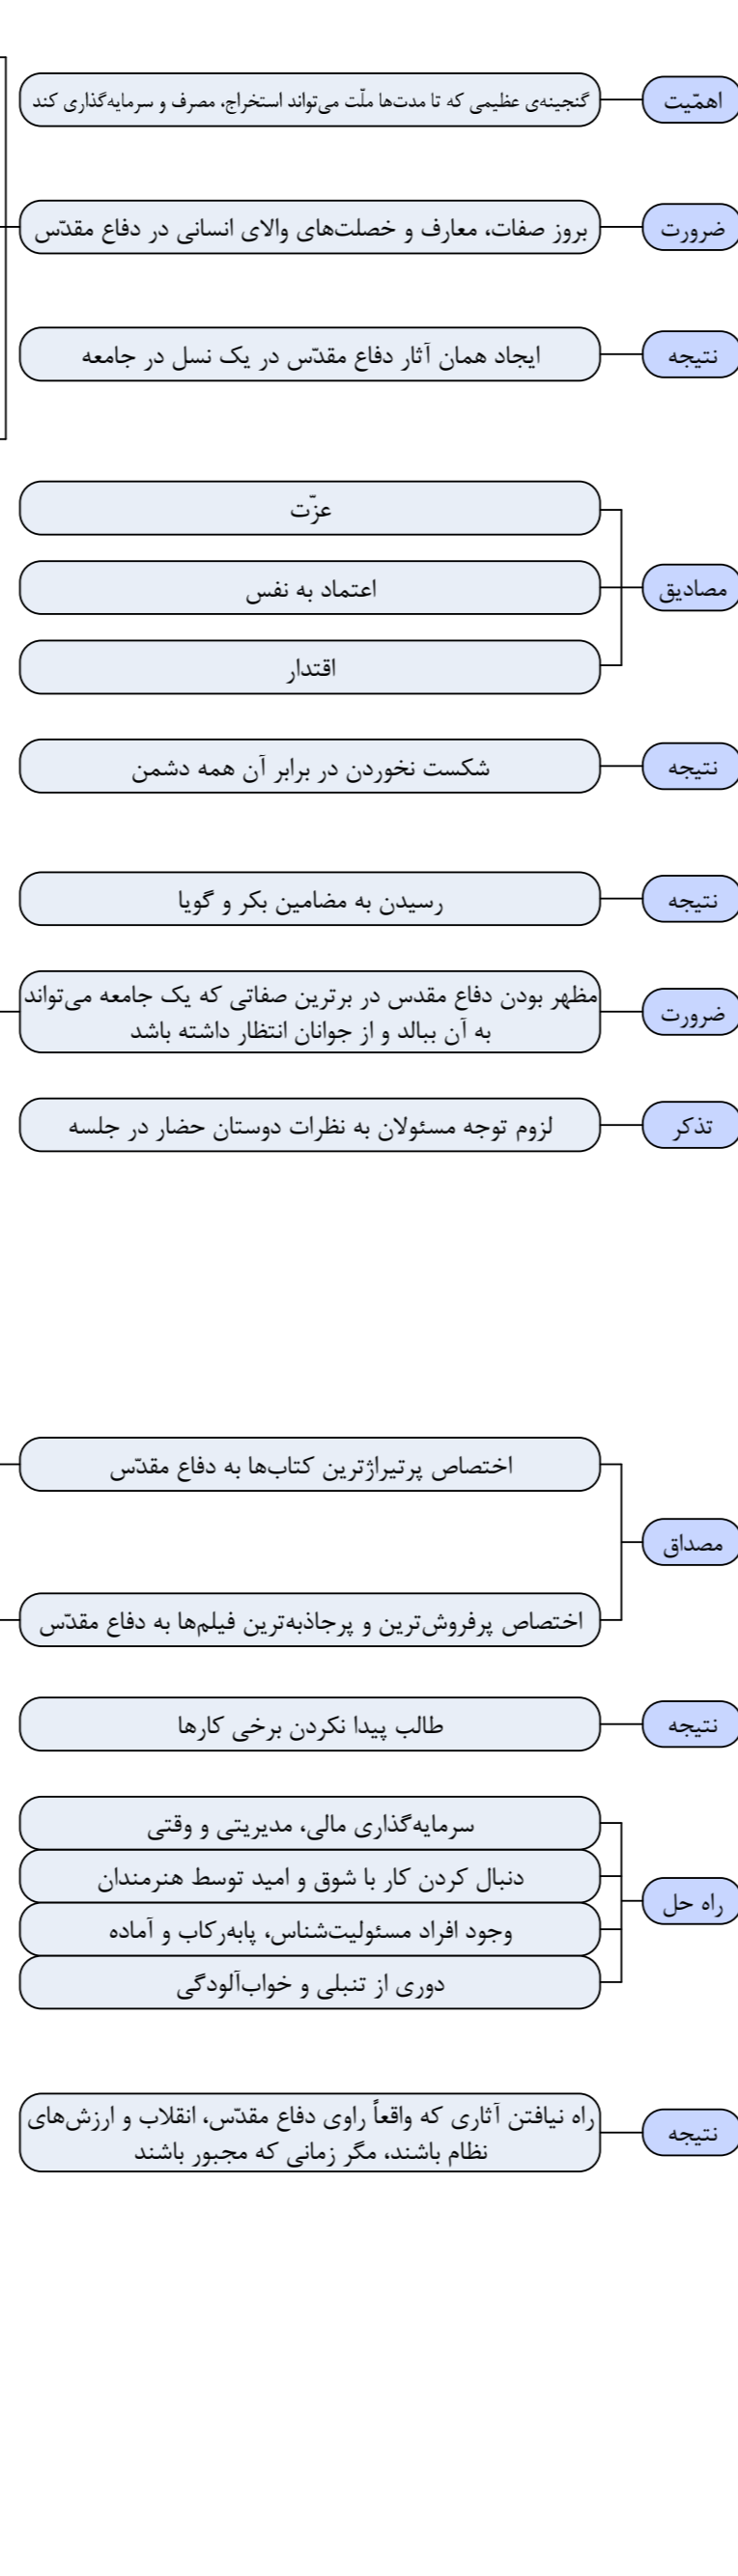 اهمّیت
گنجینه‌ی عظیمی که تا مدت‌ها ملّت می‌تواند استخراج، مصرف و سرمایه‌گذاری کند
ضرورت
بروز صفات، معارف و خصلت‌های والای انسانی در دفاع مقدّس
نتیجه
ایجاد همان آثار دفاع مقدّس در یک نسل در جامعه
مصادیق
عزّت
اعتماد به نفس
اقتدار
نتیجه
شکست نخوردن در برابر آن همه دشمن
نتیجه
رسیدن به مضامین بکر و گویا
ضرورت
مظهر بودن دفاع مقدس در برترین صفاتی که یک جامعه می‌تواند
به آن ببالد و از جوانان انتظار داشته باشد
تذکر
لزوم توجه مسئولان به نظرات دوستان حضار در جلسه
مصداق
اختصاص پرتیراژترین کتاب‌ها به دفاع مقدّس
اختصاص پرفروش‌ترین و پرجاذبه‌ترین فیلم‌ها به دفاع مقدّس
نتیجه
طالب پیدا نکردن برخی کارها
راه حل
سرمایه‌گذاری مالی، مدیریتی و وقتی
دنبال کردن کار با شوق و امید توسط هنرمندان
وجود افراد مسئولیت‌شناس، پابه‌رکاب و آماده
دوری از تنبلی و خواب‌آلودگی
نتیجه
راه نیافتن آثاری که واقعاً راوی دفاع مقدّس، انقلاب و ارزش‌های
نظام باشند، مگر زمانی که مجبور باشند